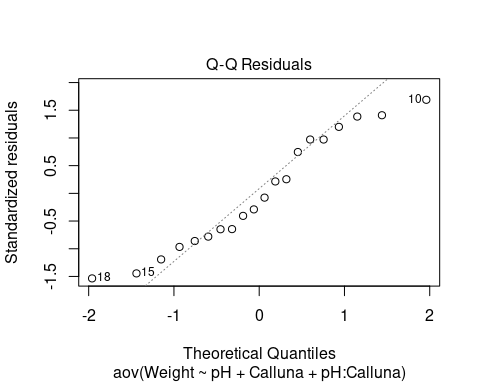 Q-Q Residuals
Standardized residuals
1.5
0.5
-0.5
-1.5
10
18
15
-2 -1 0 1 2
Theoretical Quantiles
aov(Weight ~ pH + Calluna + pH:Calluna)